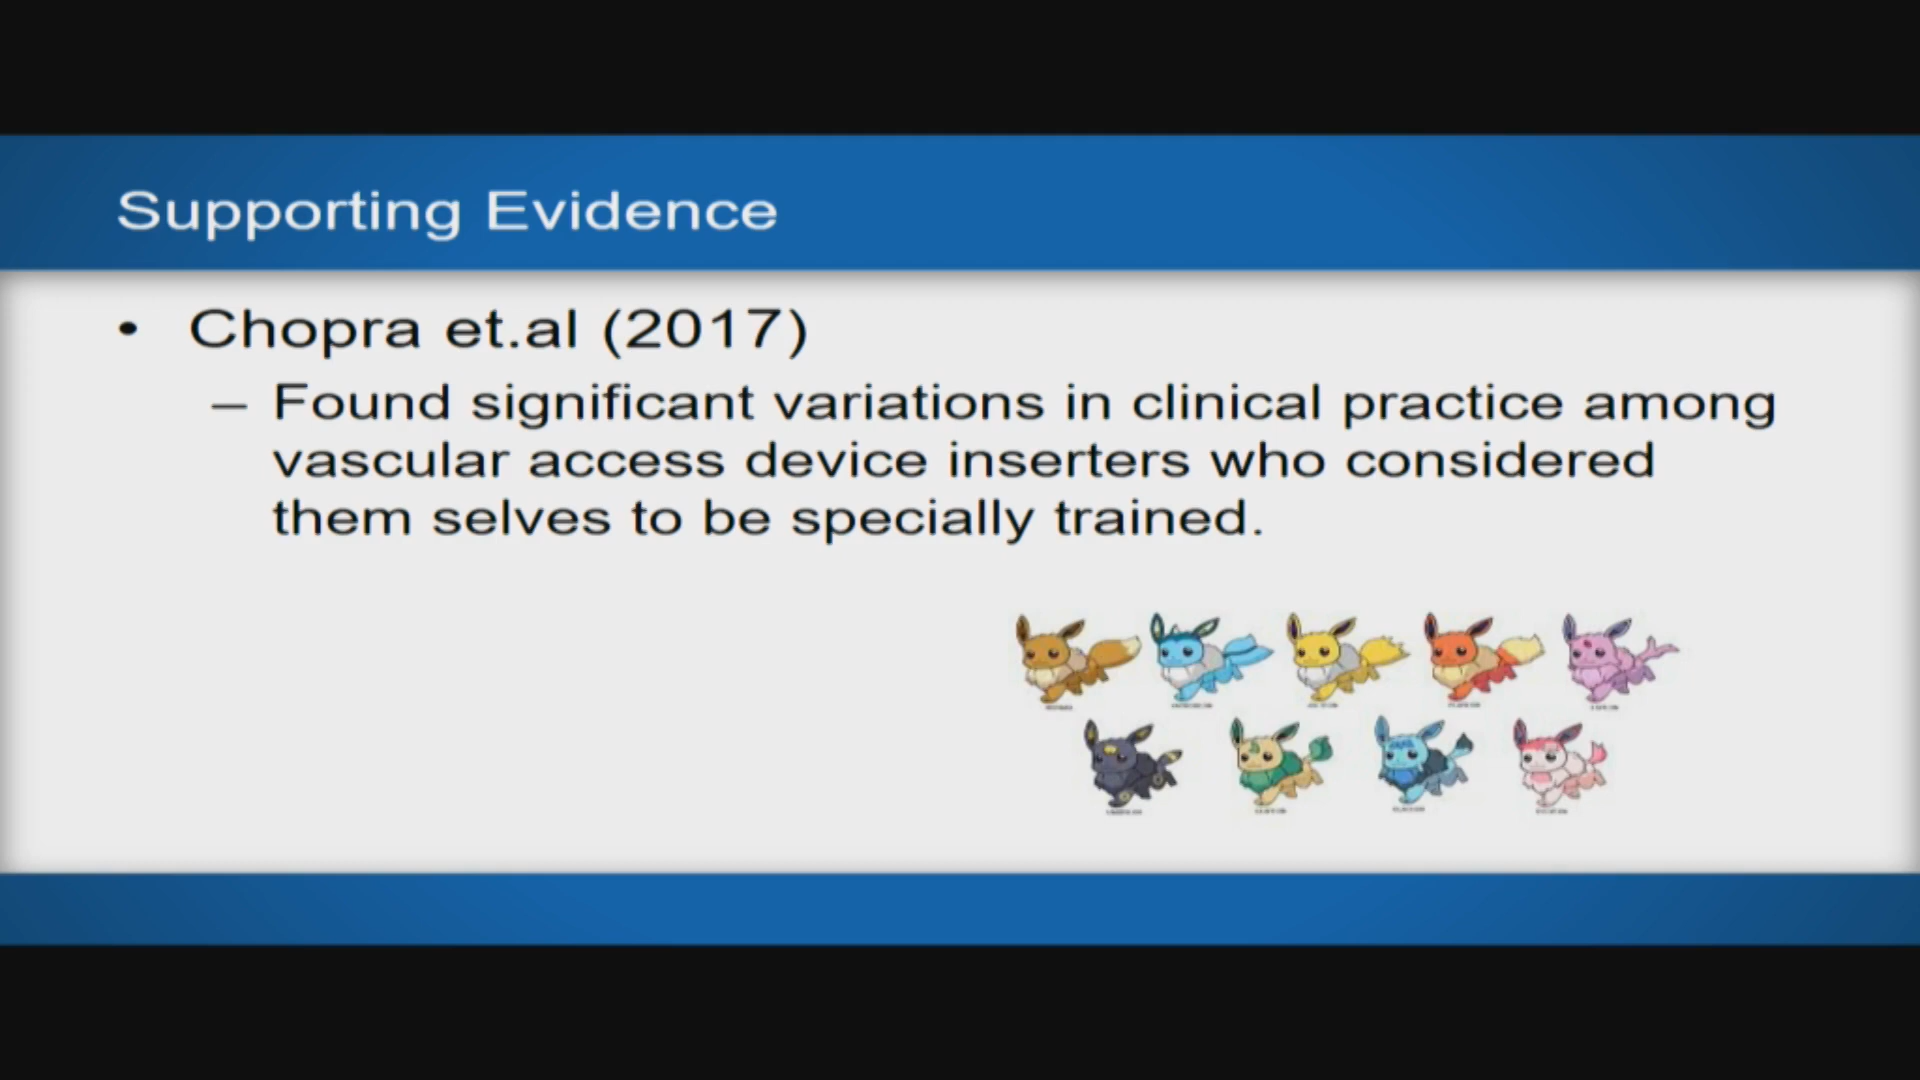 Supporting Evidence
• Chopra et.al (2017)
– Found significant variations in clinical practice among
vascular access device inserters who considered
them selves to be specially trained.